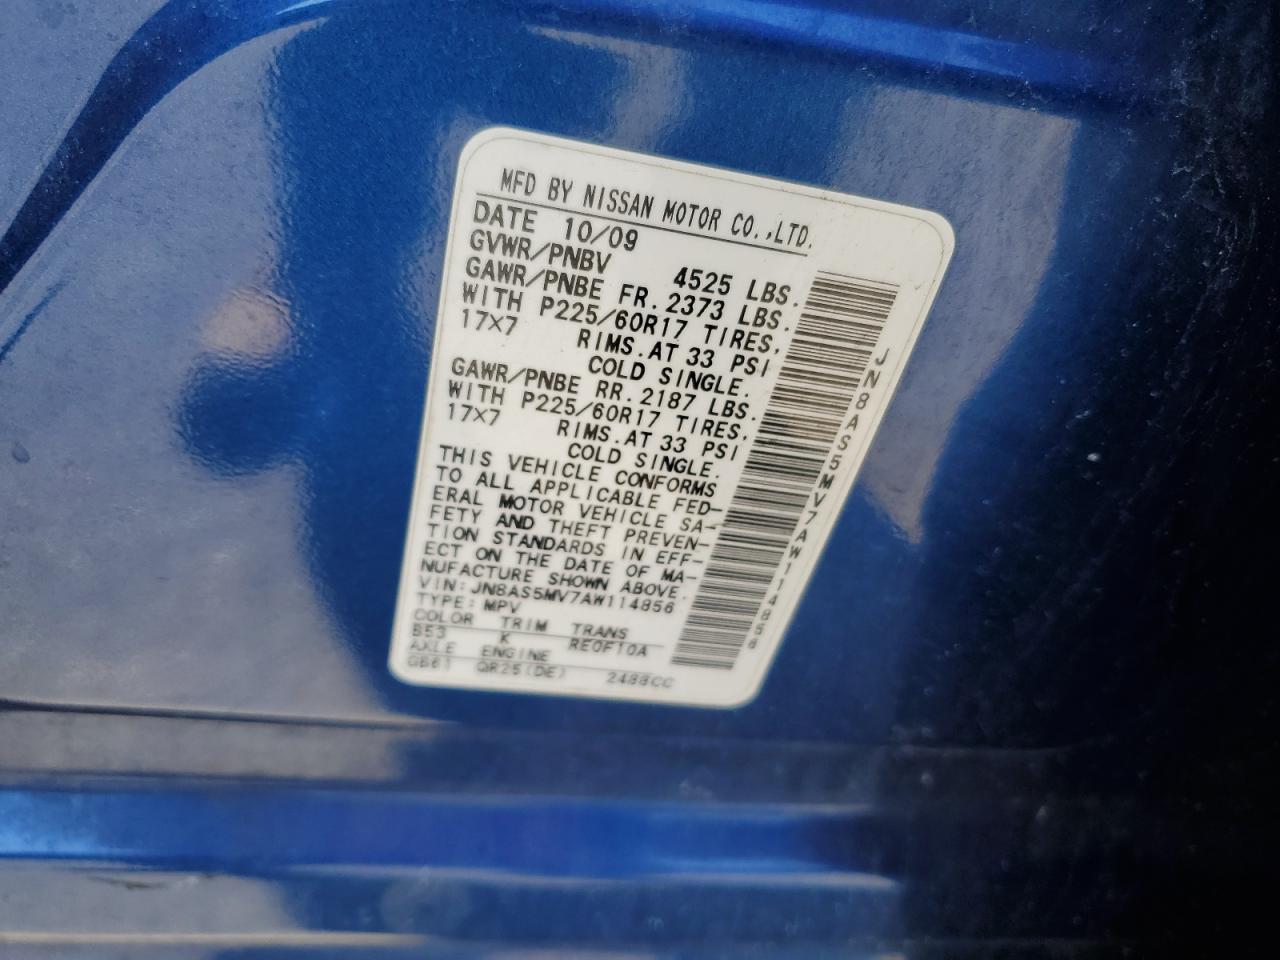 MFD BY NISSAN MOTOR CO.,LTD.
DATE 10/09
GVWR/PNBV 4525 LBS.
GAWR/PNBE FR. 2373 LBS.
WITH P225/60R17 TIRES,
17X7 RIMS.AT 33 PSI
COLD SINGLE.
GAWR/PNBE RR. 2187 LBS.
WITH P225/60R17 TIRES,
17X7 RIMS.AT 33 PSI
COLD SINGLE.
THIS VEHICLE CONFORMS
TO ALL APPLICABLE FED-
ERAL MOTOR VEHICLE SA-
FETY AND THEFT PREVEN-
TION STANDARDS IN EFF-
ECT ON THE DATE OF MA-
NUFACTURE SHOWN ABOVE.
VIN:JN8AS5MV7AW114856
TYPE:MPV
COLOR TRIM TRANS
B53 K RE0F10A
AXLE ENGINE
GB61 QR25(DE) 2488CC
JN8AS5MV7AW114856